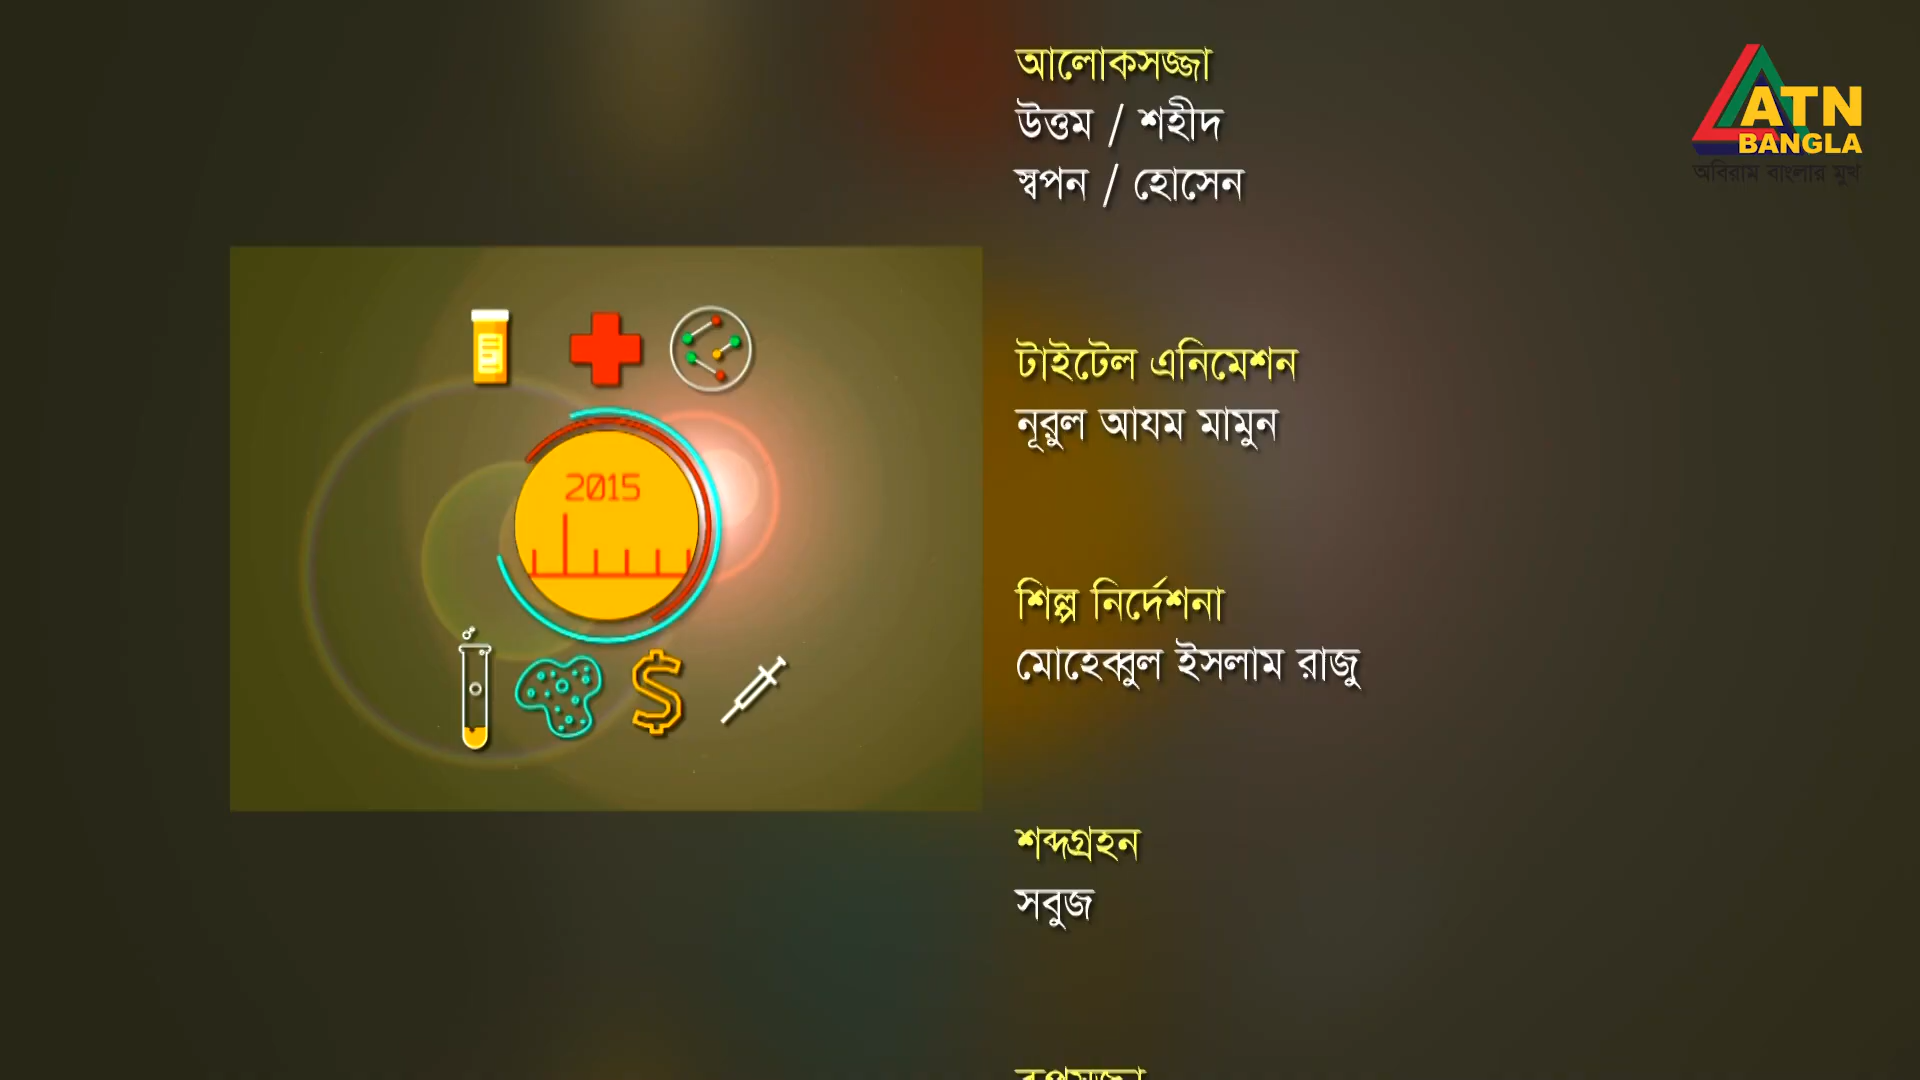 আলোকসজ্জা
উত্তম / শহীদ
স্বপন / হোসেন
ATN
BANGLA
অবিরাম বাংলার মুখ
টাইটেল এনিমেশন
নূরুল আযম মামুন
2015
শিল্প নির্দেশনা
মোহেব্বুল ইসলাম রাজু
শব্দগ্রহন
সবুজ